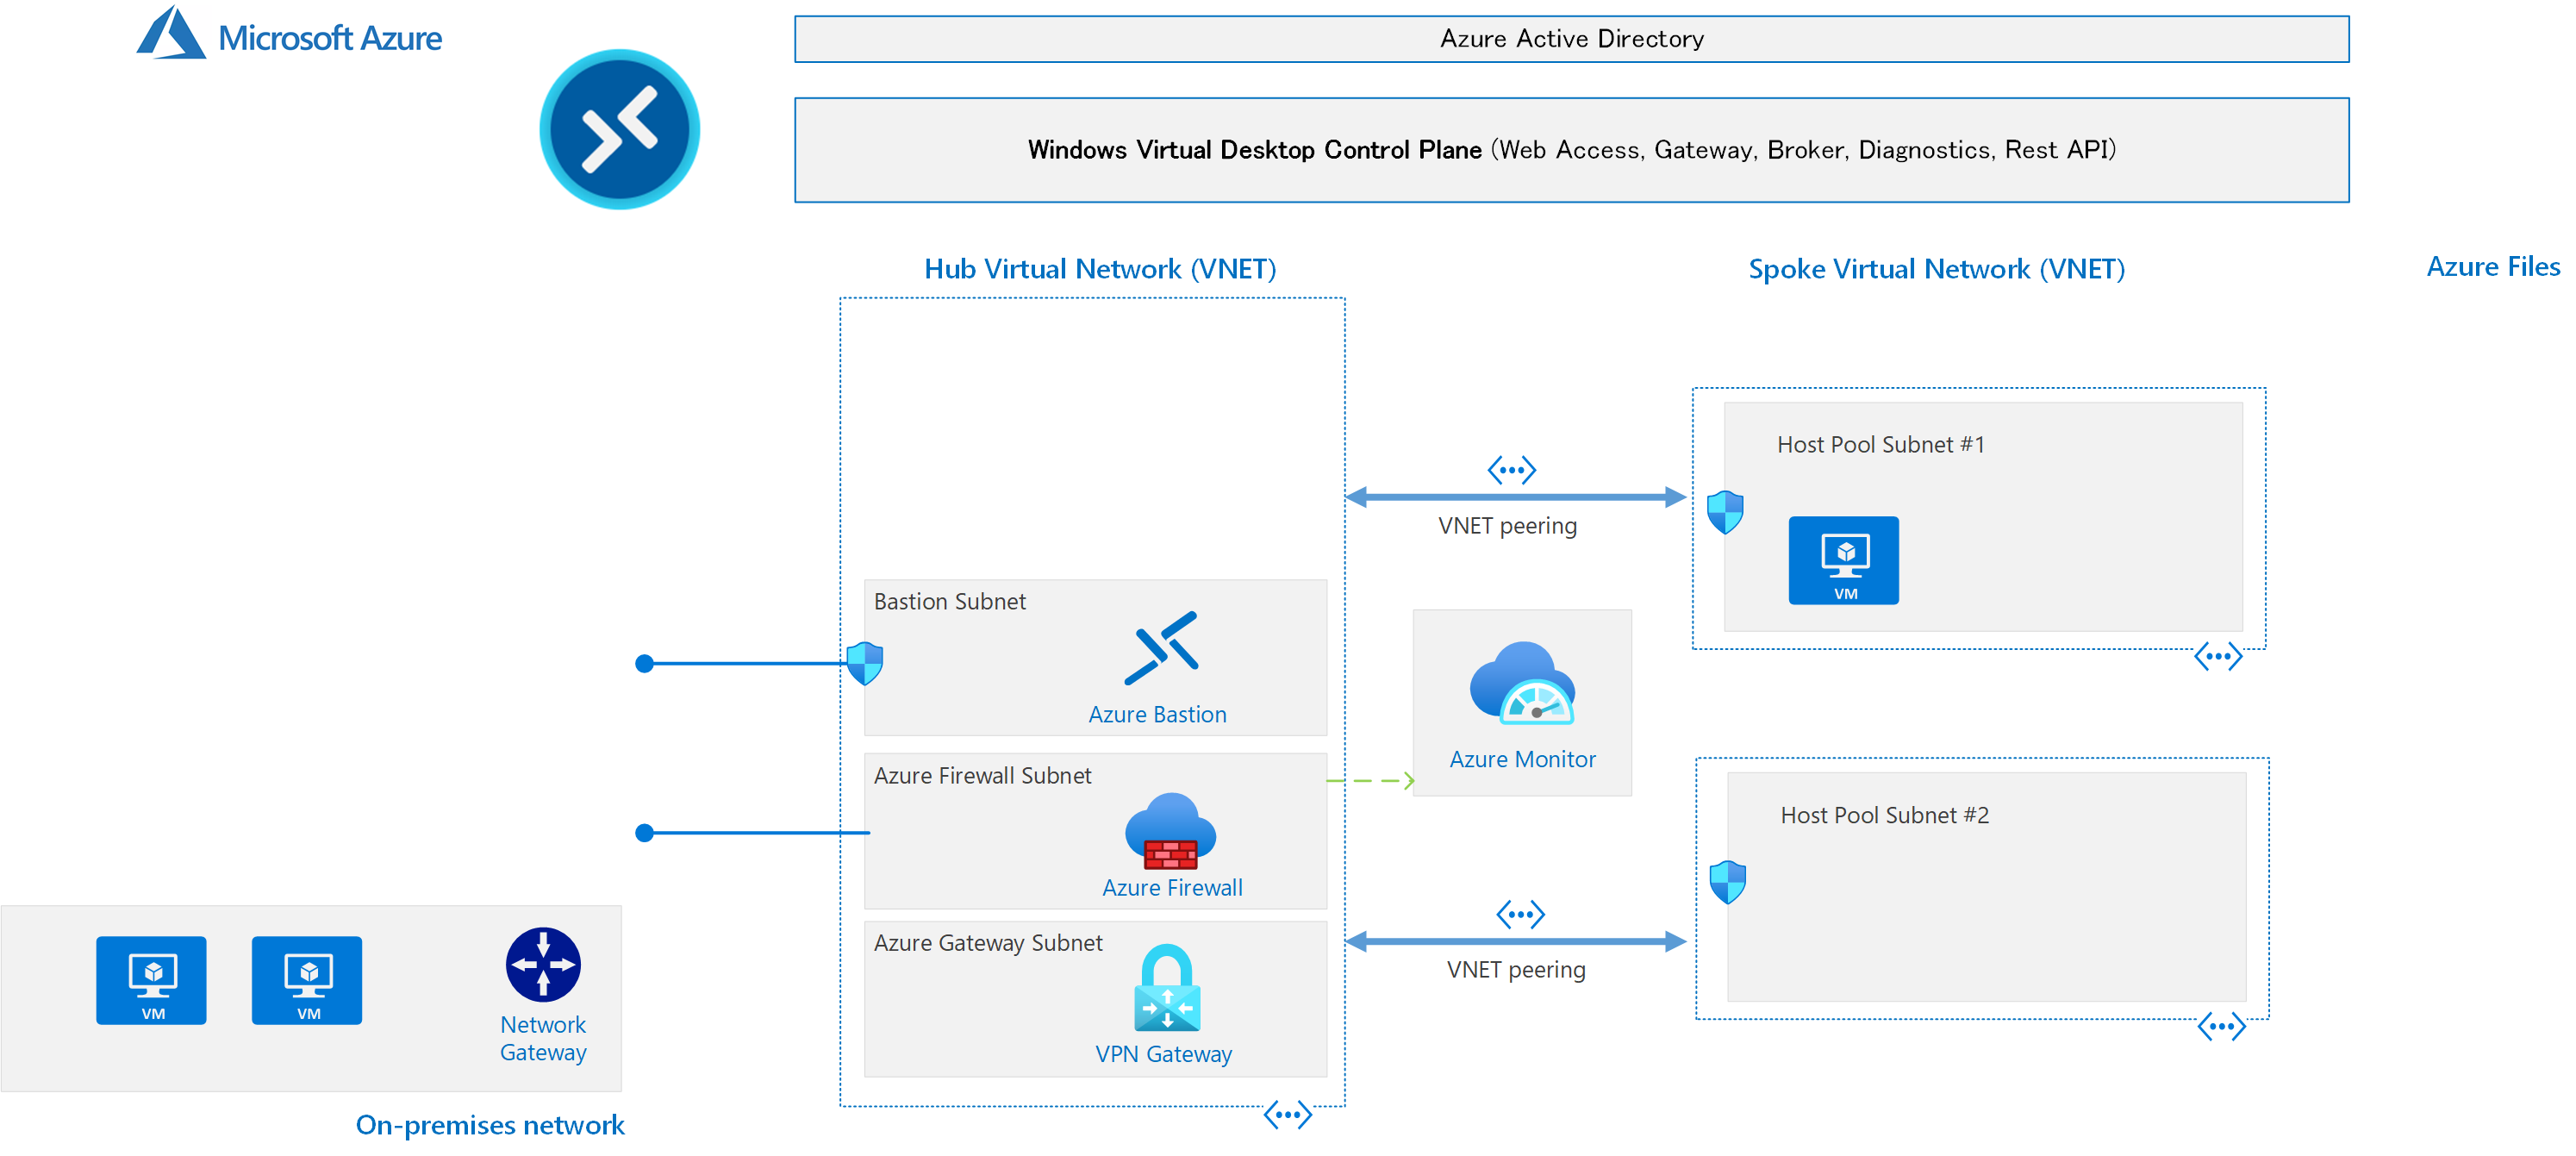 Microsoft Azure
Azure Active Directory
Windows Virtual Desktop Control Plane (Web Access, Gateway, Broker, Diagnostics, Rest API)
Hub Virtual Network (VNET)
Spoke Virtual Network (VNET)
Azure Files
Host Pool Subnet #1
VM
VNET peering
Bastion Subnet
Azure Bastion
Azure Monitor
Azure Firewall Subnet
Azure Firewall
Host Pool Subnet #2
Azure Gateway Subnet
VPN Gateway
VNET peering
VM
VM
Network
Gateway
On-premises network